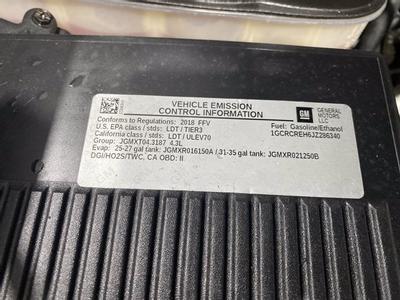 VEHICLE EMISSION
CONTROL INFORMATION
GM
GENERAL
MOTORS
LLC
Conforms to Regulations: 2018 FFV
Fuel: Gasoline/Ethanol
U.S. EPA class / stds: LDT / TIER3
1GCRCREH6JZ286340
California class / stds: LDT / ULEV70
Group: JGMXT04.3187 4.3L
Evap: 25-27 gal tank: JGMXR016150A /.31-35 gal tank: JGMXR021250B
DGI/HO2S/TWC, CA OBD: II